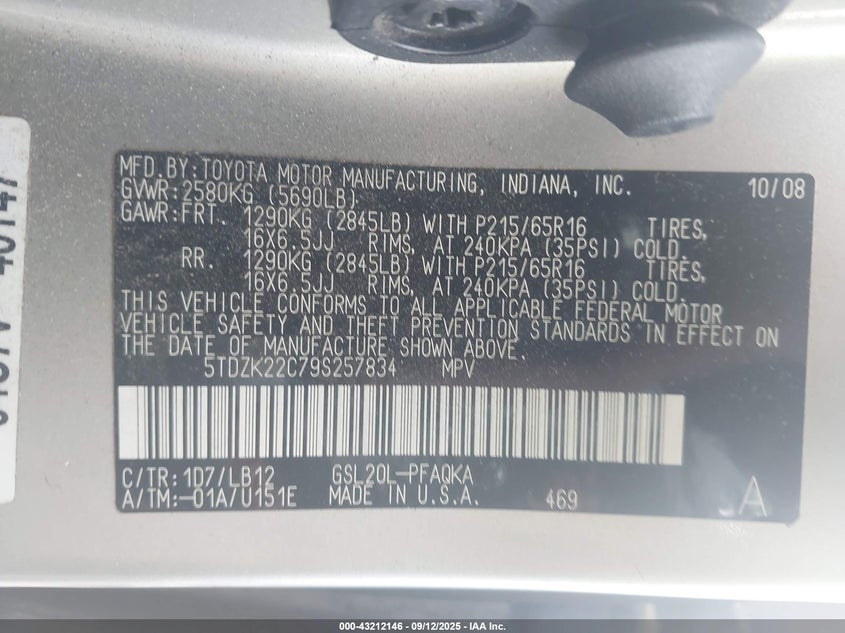 MFD.BY:TOYOTA MOTOR MANUFACTURING, INDIANA, INC. 10/08
GVWR:2580KG (5690LB)
GAWR:FRT. 1290KG (2845LB) WITH P215/65R16 TIRES,
16X6.5JJ RIMS, AT 240KPA (35PSI) COLD.
RR. 1290KG (2845LB) WITH P215/65R16 TIRES,
16X6.5JJ RIMS, AT 240KPA (35PSI) COLD.
THIS VEHICLE CONFORMS TO ALL APPLICABLE FEDERAL MOTOR
VEHICLE SAFETY AND THEFT PREVENTION STANDARDS IN EFFECT ON
THE DATE OF MANUFACTURE SHOWN ABOVE.
5TDZK22C79S257834 MPV
C/TR:1D7/LB12 GSL20L-PFAQKA
A/TM:-01A/U151E MADE IN U.S.A. 469 A
000-43212146 - 09/12/2025 - IAA Inc.